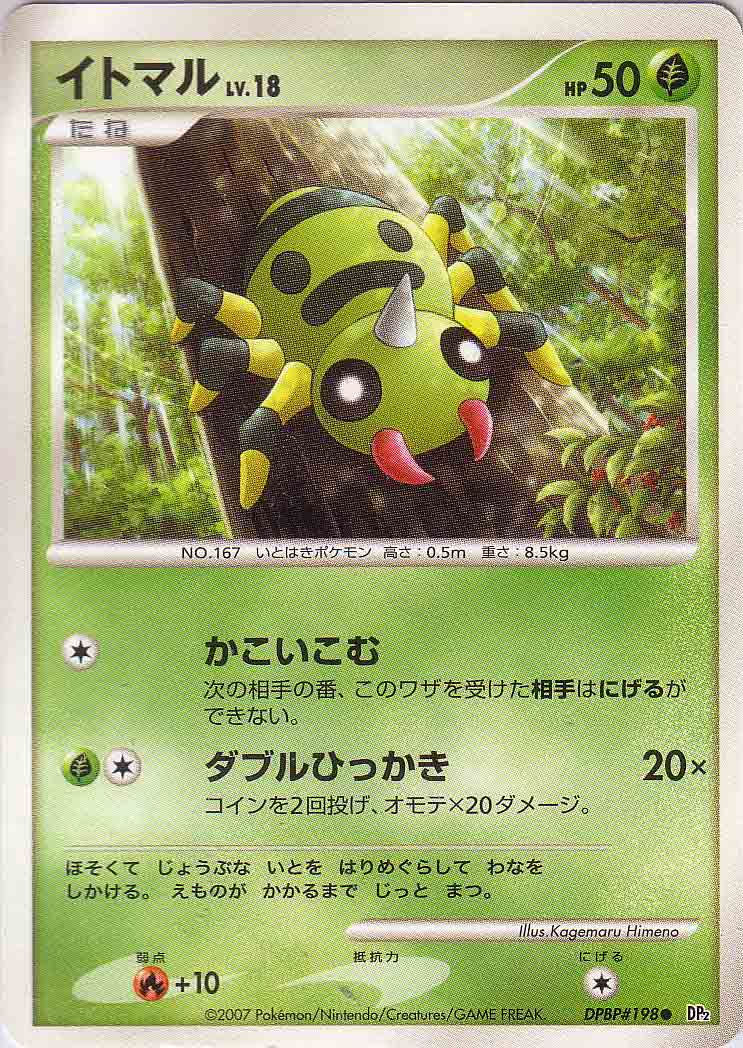 イトマル LV.18 HP 50
たね
NO.167 いとはきポケモン 高さ:0.5m 重さ:8.5kg
かこいこむ
次の相手の番、このワザを受けた相手はにげるが
できない。
ダブルひっかき 20×
コインを2回投げ、オモテ×20ダメージ。
ほそくて じょうぶな いとを はりめぐらして わなを
しかける。 えものが かかるまで じっと まつ。
Illus.Kagemaru Himeno
弱点 抵抗力 にげる
+10
©2007 Pokémon/Nintendo/Creatures/GAME FREAK. DPBP#198● DP2